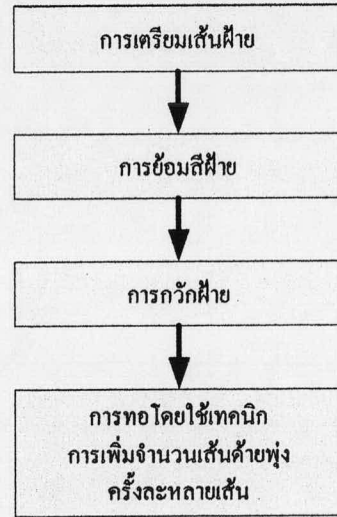 การเตรียมเส้นฝ้าย
การย้อมสีฝ้าย
การกวักฝ้าย
การทอโดยใช้เทคนิก
การเพิ่มจำนวนเส้นด้ายพุ่ง
ครั้งละหลายเส้น